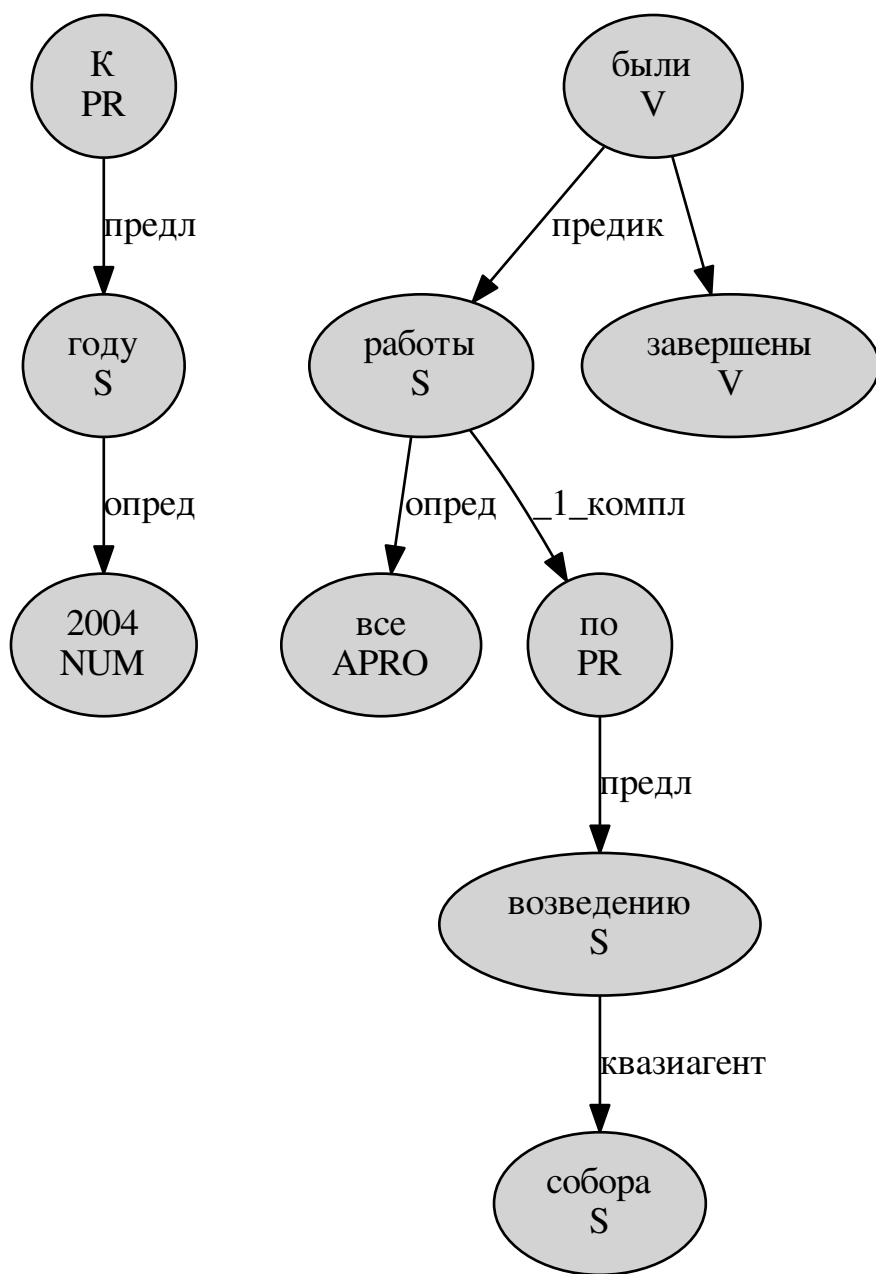 К
PR
были
V
предл
предик
году
S
работы
S
завершены
V
опред
опред
_1_компл
2004
NUM
все
APRO
по
PR
предл
возведению
S
квазиагент
собора
S